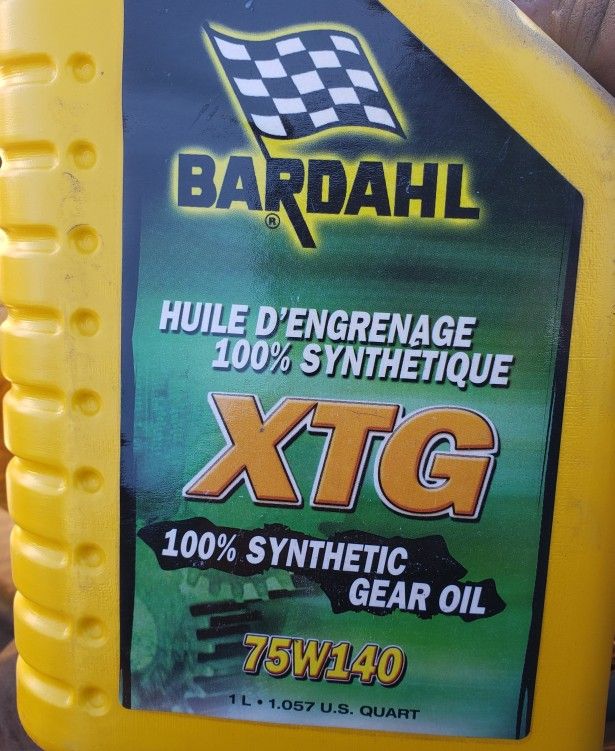 BARDAHL
®
HUILE D'ENGRENAGE
100% SYNTHÉTIQUE
XTG
100% SYNTHETIC
GEAR OIL
75W140
1 L • 1.057 U.S. QUART